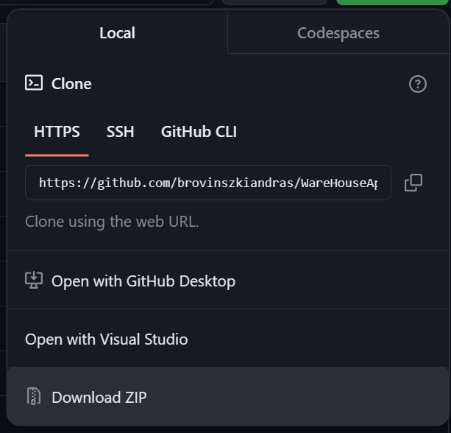 Local
Codespaces
Clone
HTTPS
SSH
GitHub CLI
https://github.com/brovinszkiandras/WareHouseAp
Clone using the web URL.
Open with GitHub Desktop
Open with Visual Studio
Download ZIP